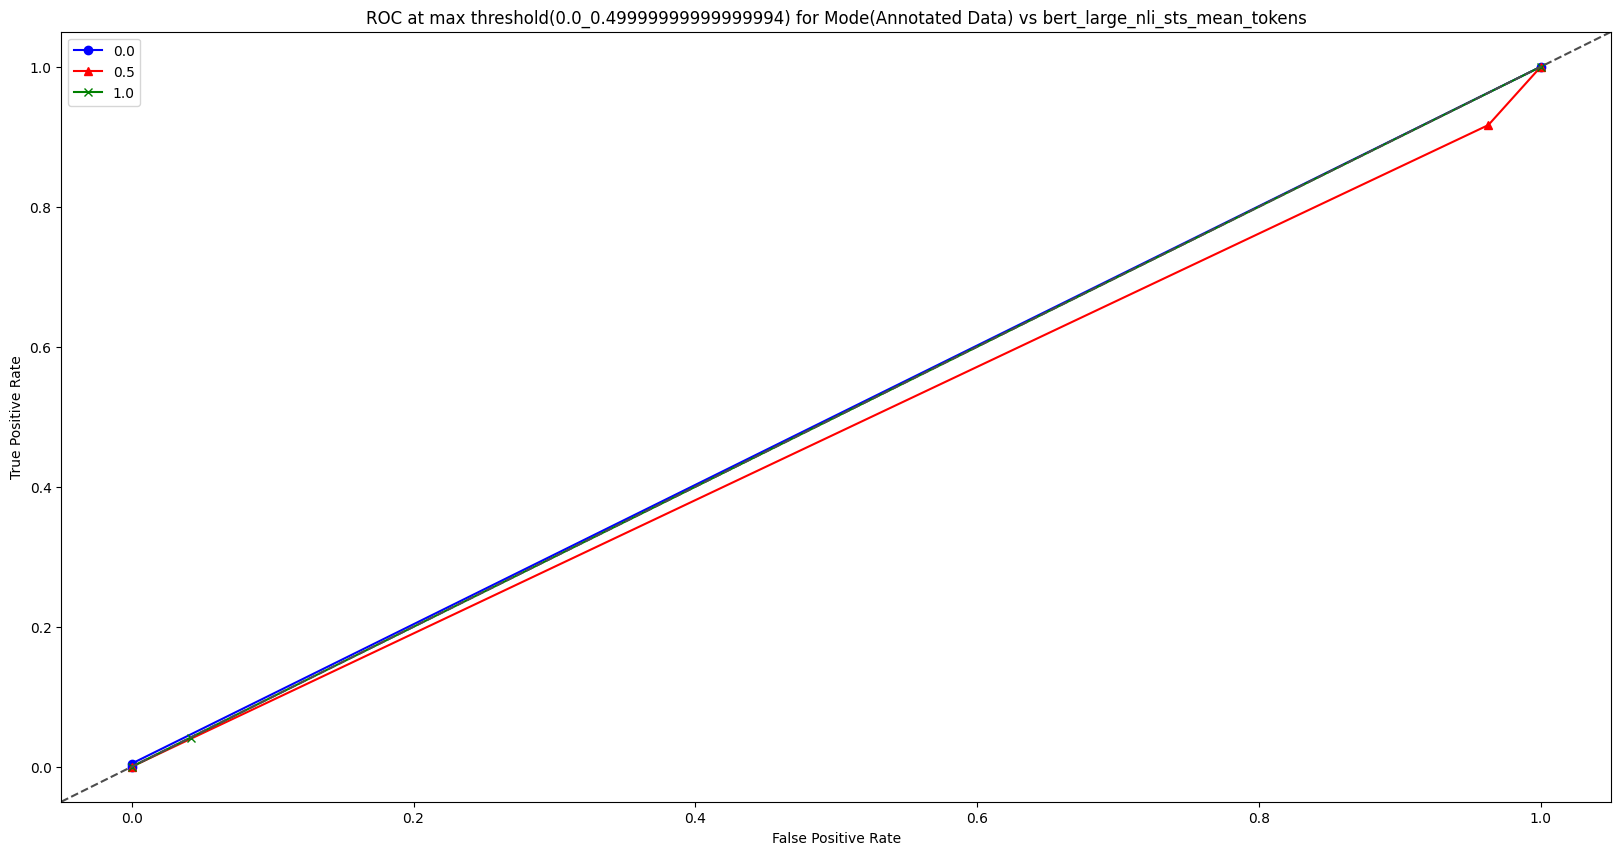 ROC at max threshold(0.0_0.49999999999999994) for Mode(Annotated Data) vs bert_large_nli_sts_mean_tokens
0.0
0.5
1.0
1.0
0.8
0.6
0.4
0.2
0.0
True Positive Rate
0.0 0.2 0.4 0.6 0.8 1.0
False Positive Rate